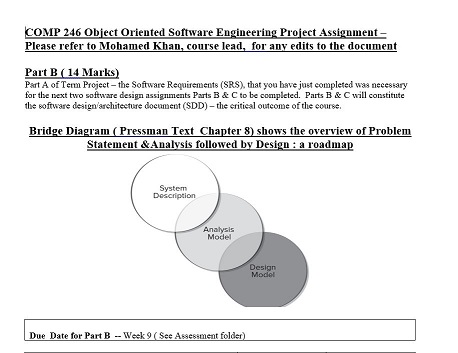 COMP 246 Object Oriented Software Engineering Project Assignment –
Please refer to Mohamed Khan, course lead,  for any edits to the document
Part B ( 14 Marks)
Part A of Term Project – the Software Requirements (SRS), that you have just completed was necessary
for the next two software design assignments Parts B & C to be completed.  Parts B & C will constitute
the software design/architecture document (SDD) – the critical outcome of the course.
Bridge Diagram ( Pressman Text  Chapter 8) shows the overview of Problem
Statement &Analysis followed by Design : a roadmap
System
Description
Analysis
Model
Design
Model
Due  Date for Part B  -- Week 9 ( See Assessment folder)